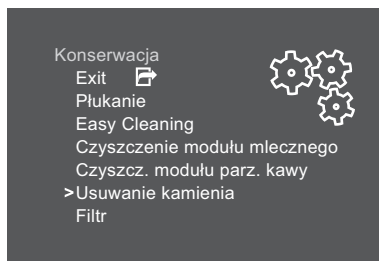 Konserwacja
Exit
Płukanie
Easy Cleaning
Czyszczenie modułu mlecznego
Czyszcz. modułu parz. kawy
>Usuwanie kamienia
Filtr